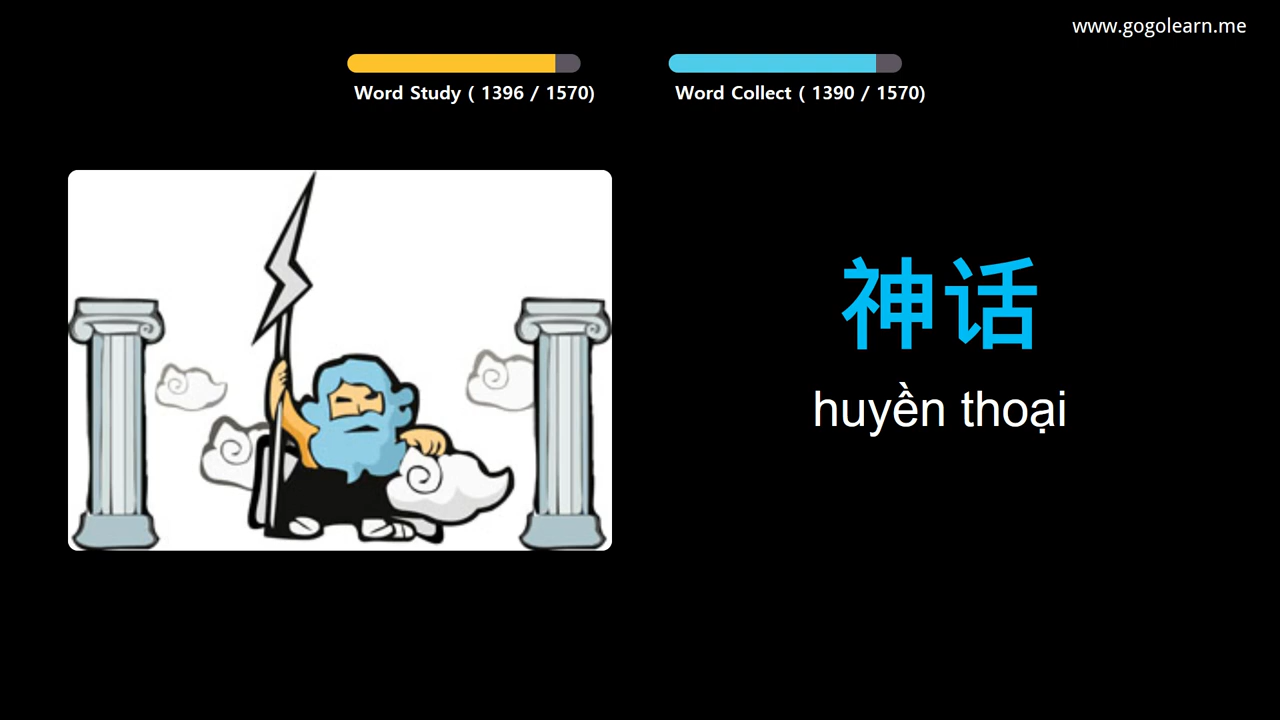 www.gogolearn.me
Word Study ( 1396 / 1570)
Word Collect ( 1390 / 1570)
神话
huyền thoại